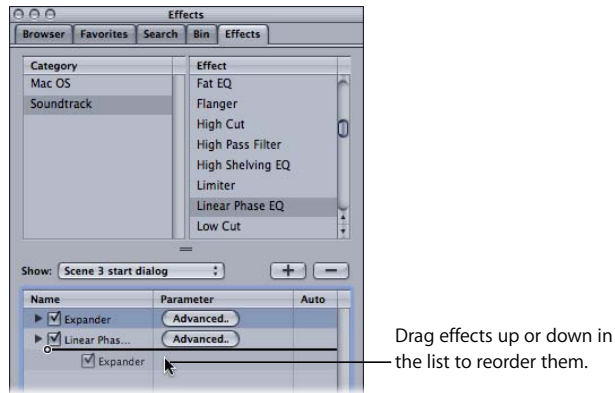 Effects
Browser Favorites Search Bin Effects
Category Effect
Mac OS Fat EQ
Soundtrack Flanger
High Cut
High Pass Filter
High Shelving EQ
Limiter
Linear Phase EQ
Low Cut
Show: Scene 3 start dialog + −
Name Parameter Auto
Expander Advanced..
Linear Phas... Advanced..
Expander
Drag effects up or down in
the list to reorder them.